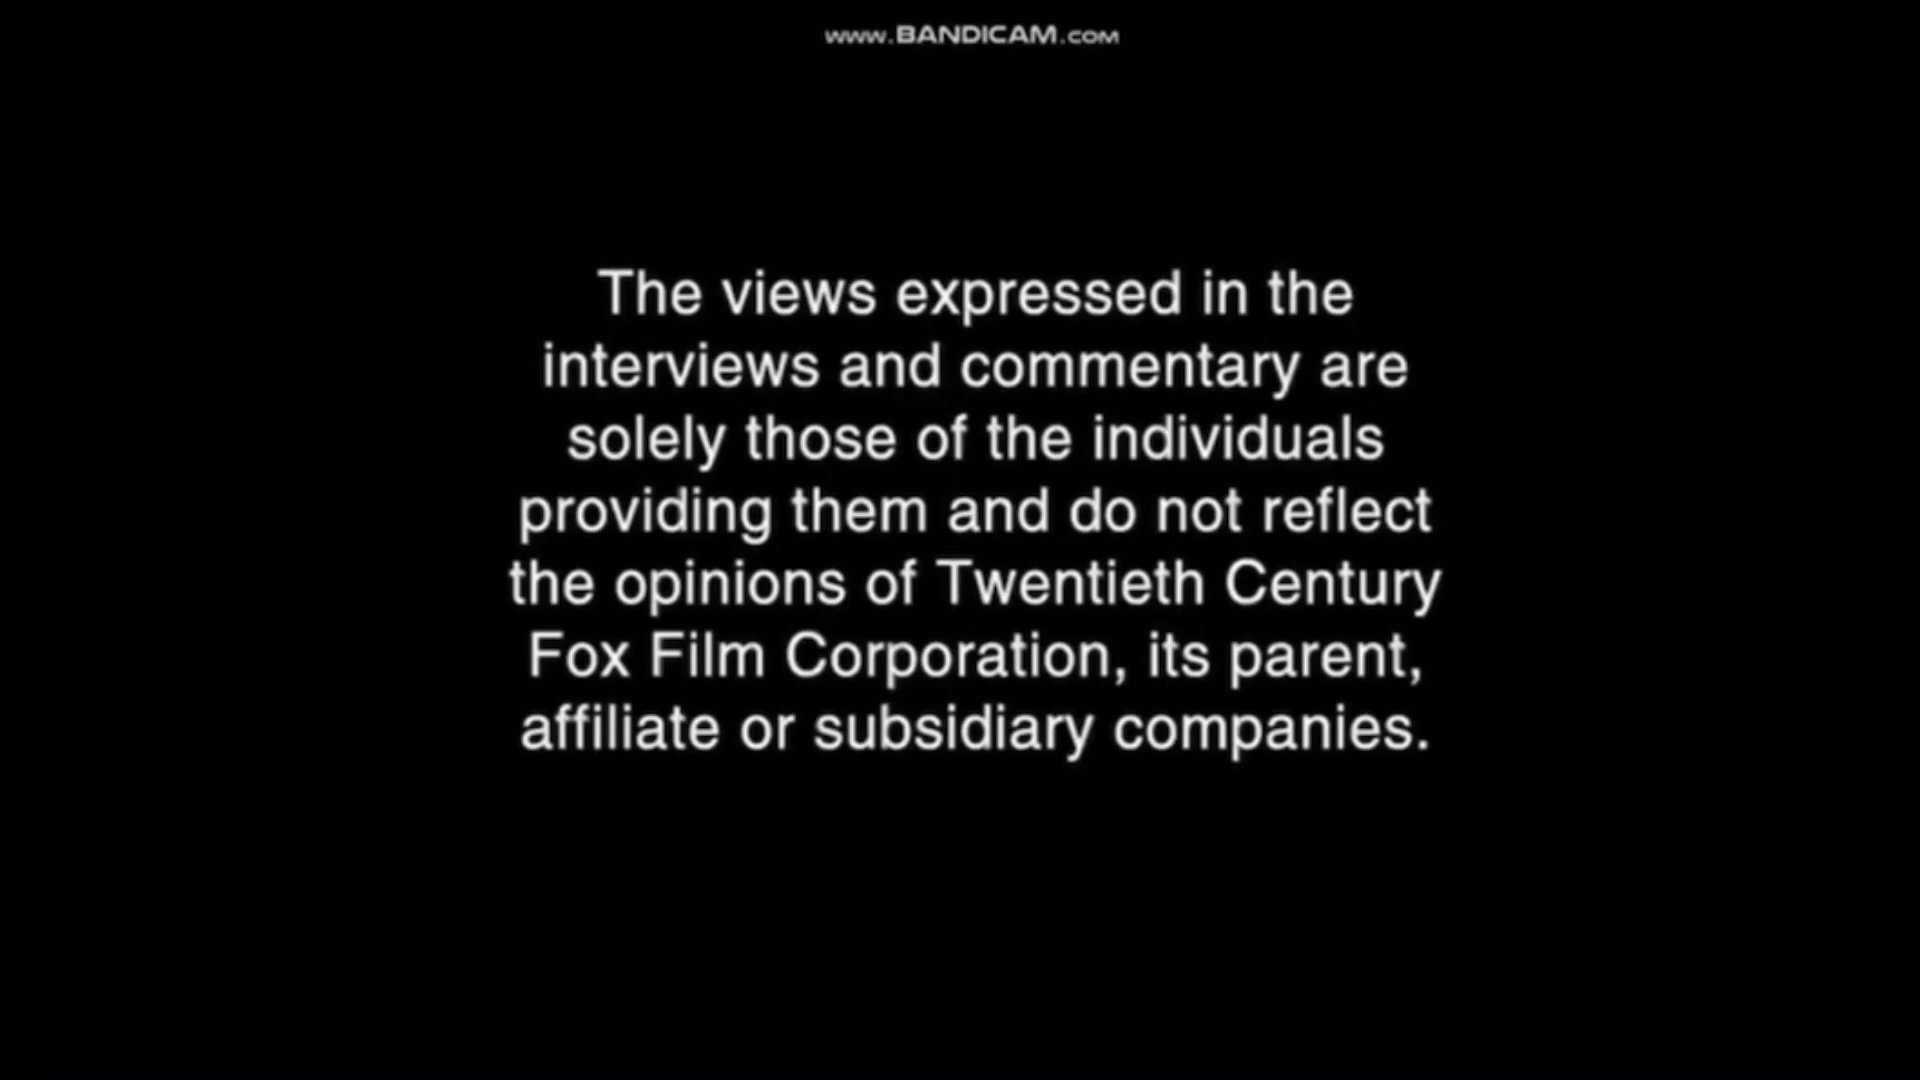 www.BANDICAM.com
The views expressed in the
interviews and commentary are
solely those of the individuals
providing them and do not reflect
the opinions of Twentieth Century
Fox Film Corporation, its parent,
affiliate or subsidiary companies.